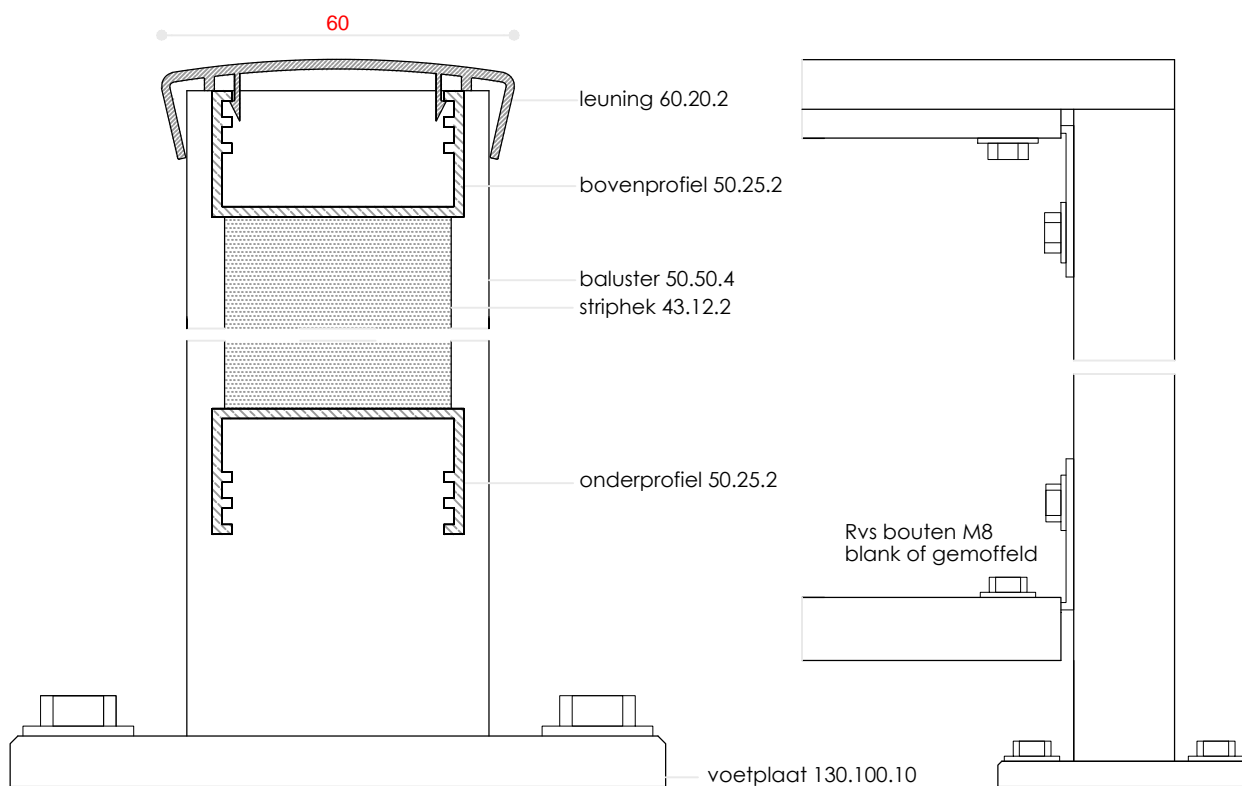 60
leuning 60.20.2
bovenprofiel 50.25.2
baluster 50.50.4
striphek 43.12.2
onderprofiel 50.25.2
Rvs bouten M8
blank of gemoffeld
voetplaat 130.100.10